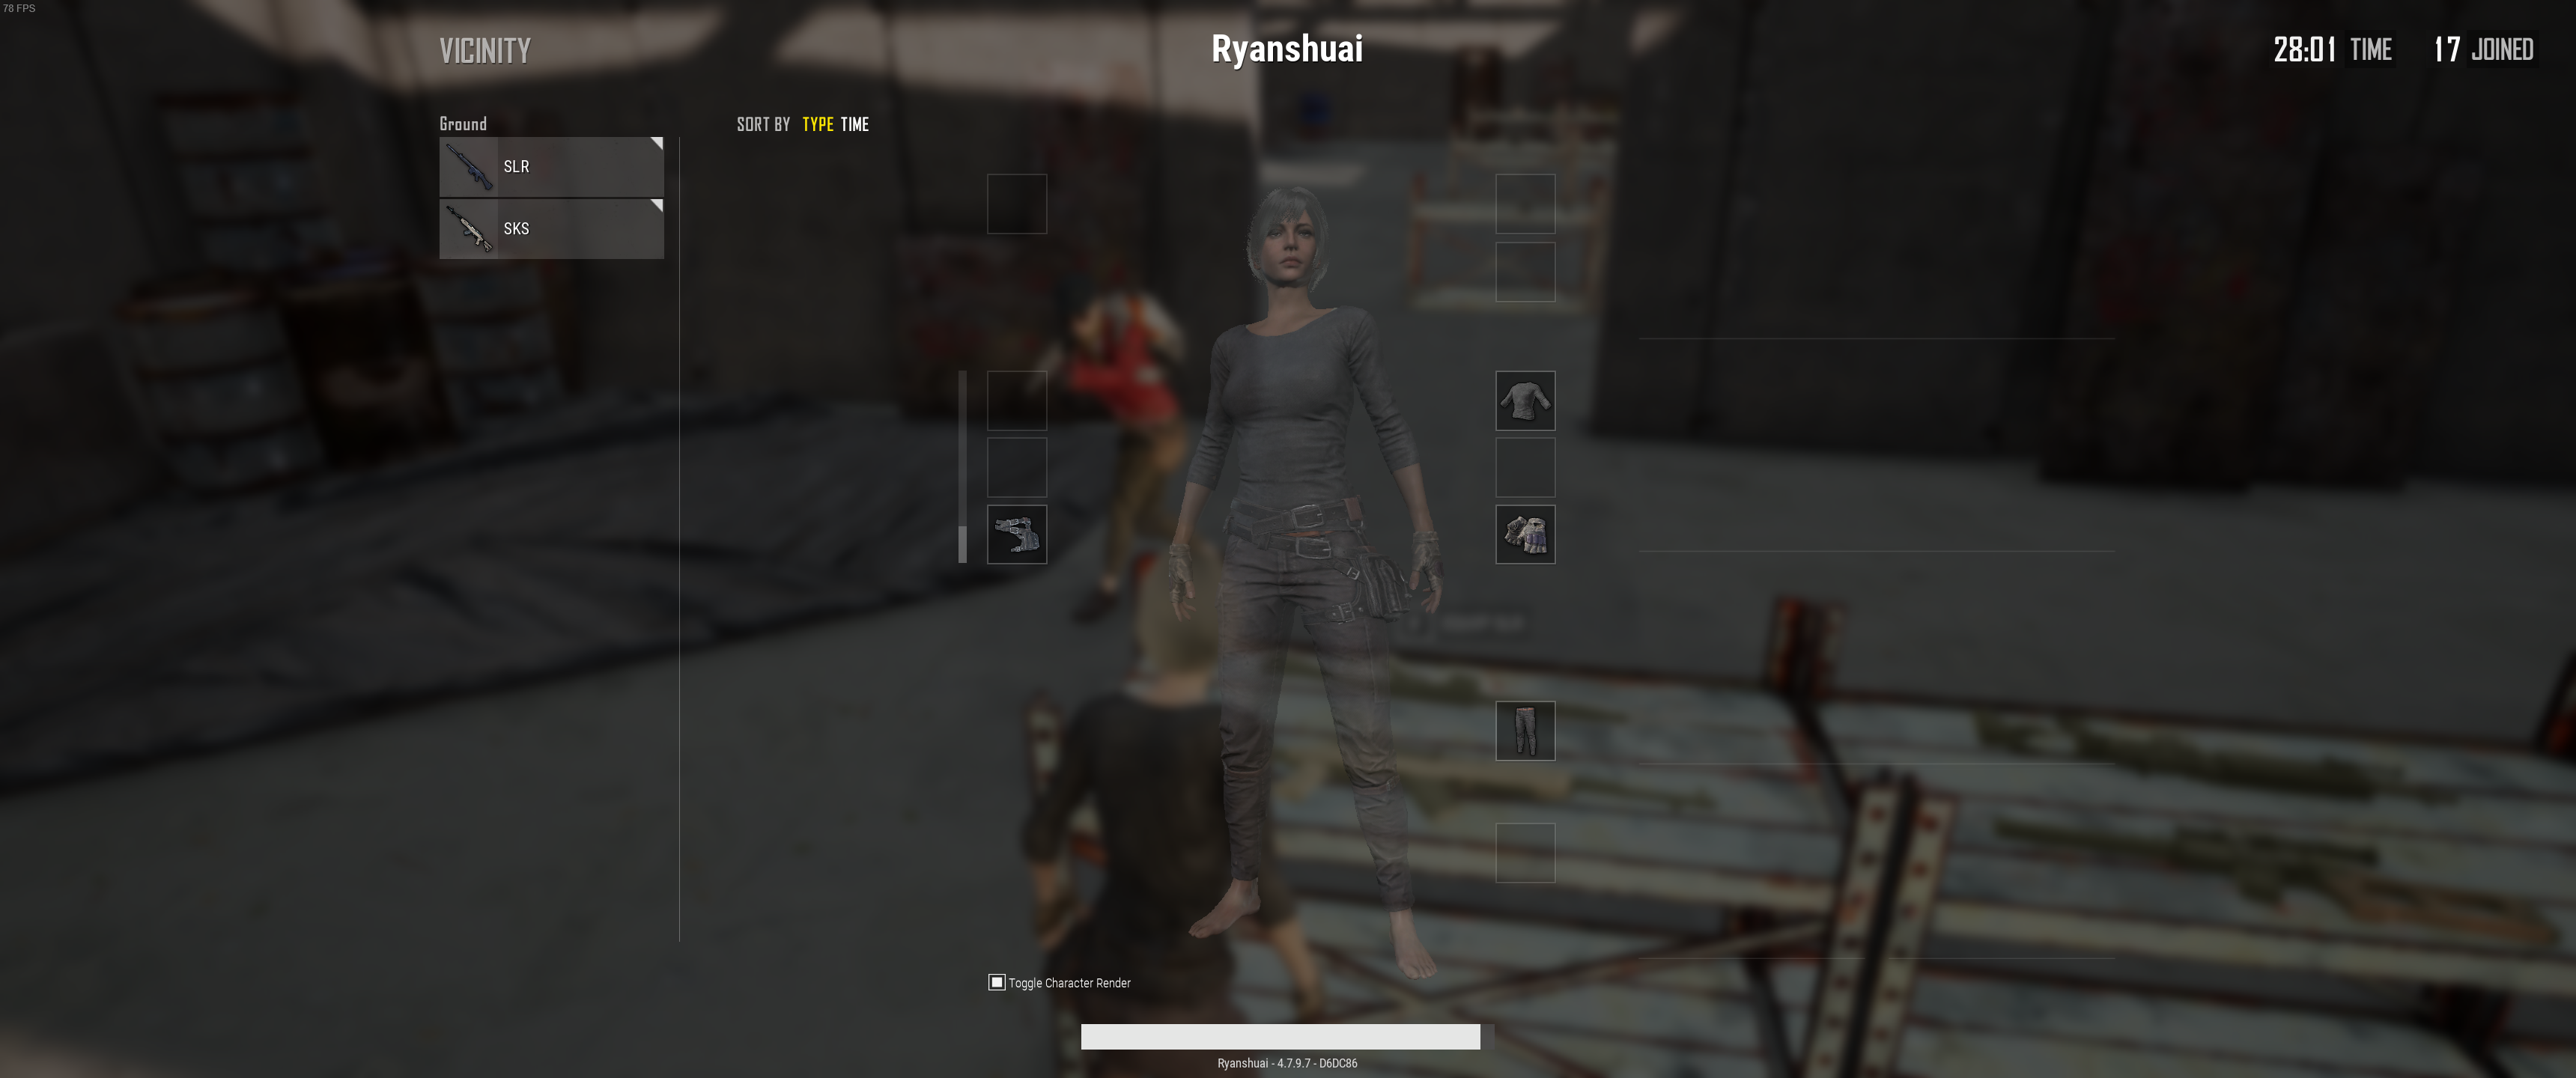 78 FPS
VICINITY
Ryanshuai
28:01 TIME 17 JOINED
Ground
SORT BY TYPE TIME
SLR
SKS
Toggle Character Render
Ryanshuai - 4.7.9.7 - D6DC86